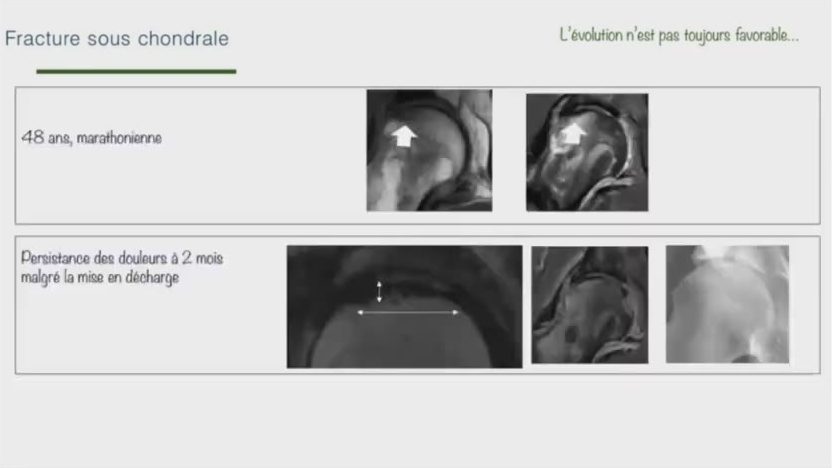 Fracture sous chondrale
L'évolution n'est pas toujours favorable...
48 ans, marathonienne
Persistance des douleurs à 2 mois
malgré la mise en décharge